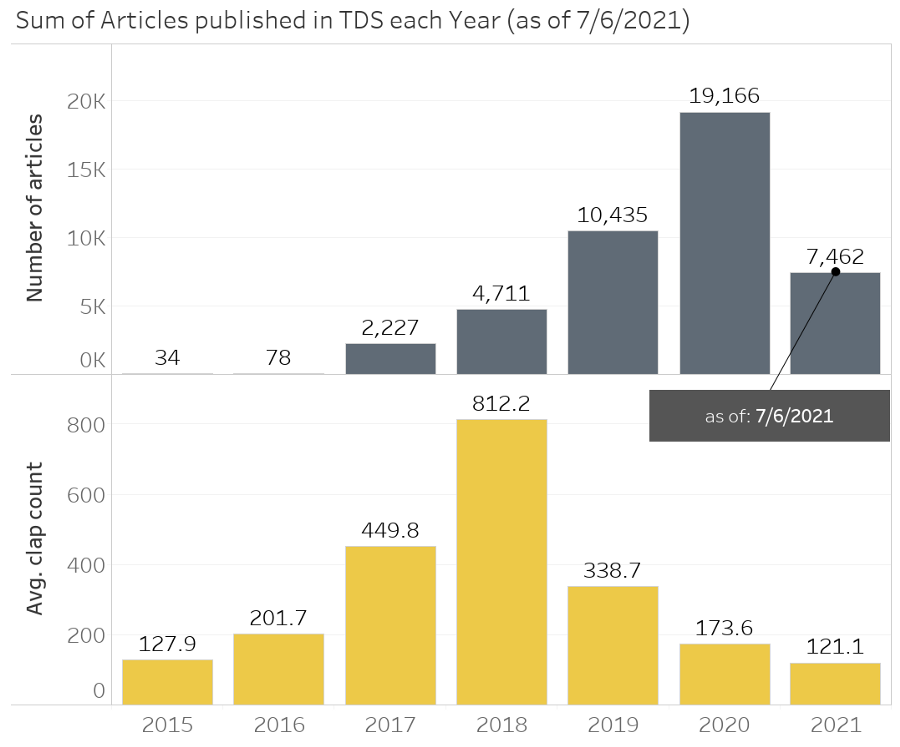 Sum of Articles published in TDS each Year (as of 7/6/2021)
Number of articles
20K
15K
10K
5K
0K
34
78
2,227
4,711
10,435
19,166
7,462
as of: 7/6/2021
Avg. clap count
800
600
400
200
0
127.9
201.7
449.8
812.2
338.7
173.6
121.1
2015 2016 2017 2018 2019 2020 2021